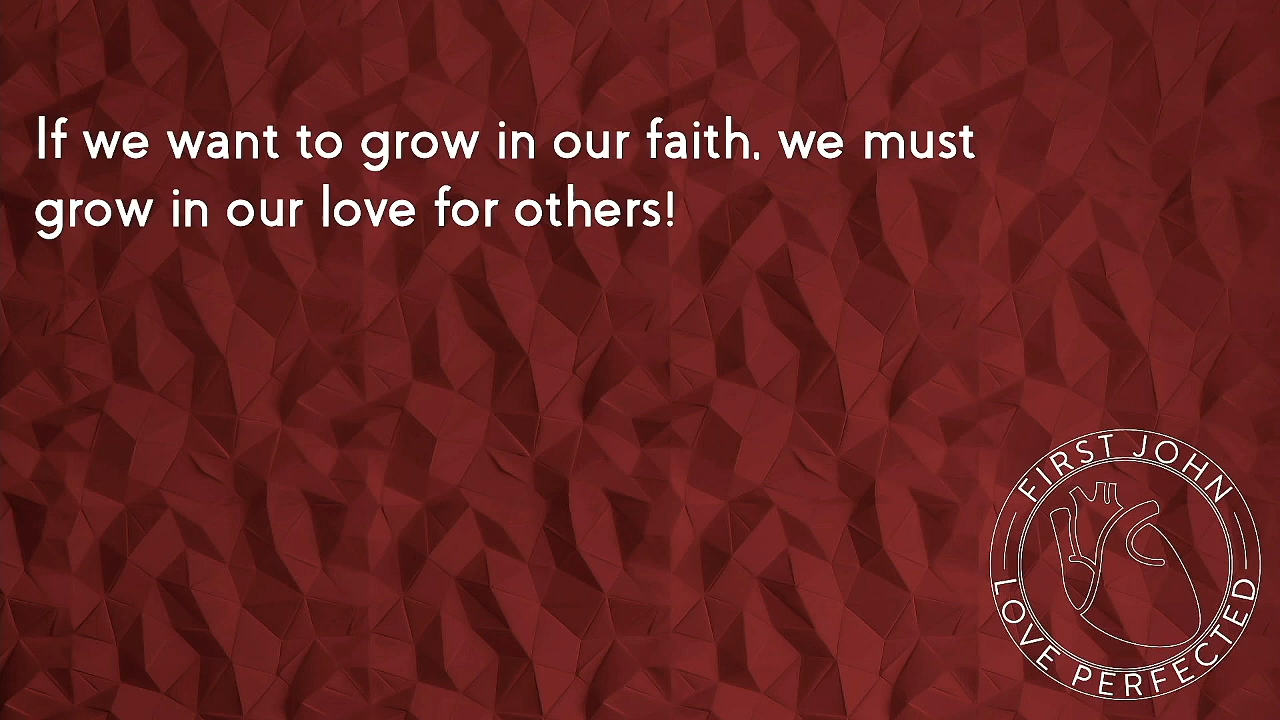 If we want to grow in our faith, we must
grow in our love for others!
FIRST JOHN
LOVE PERFECTED